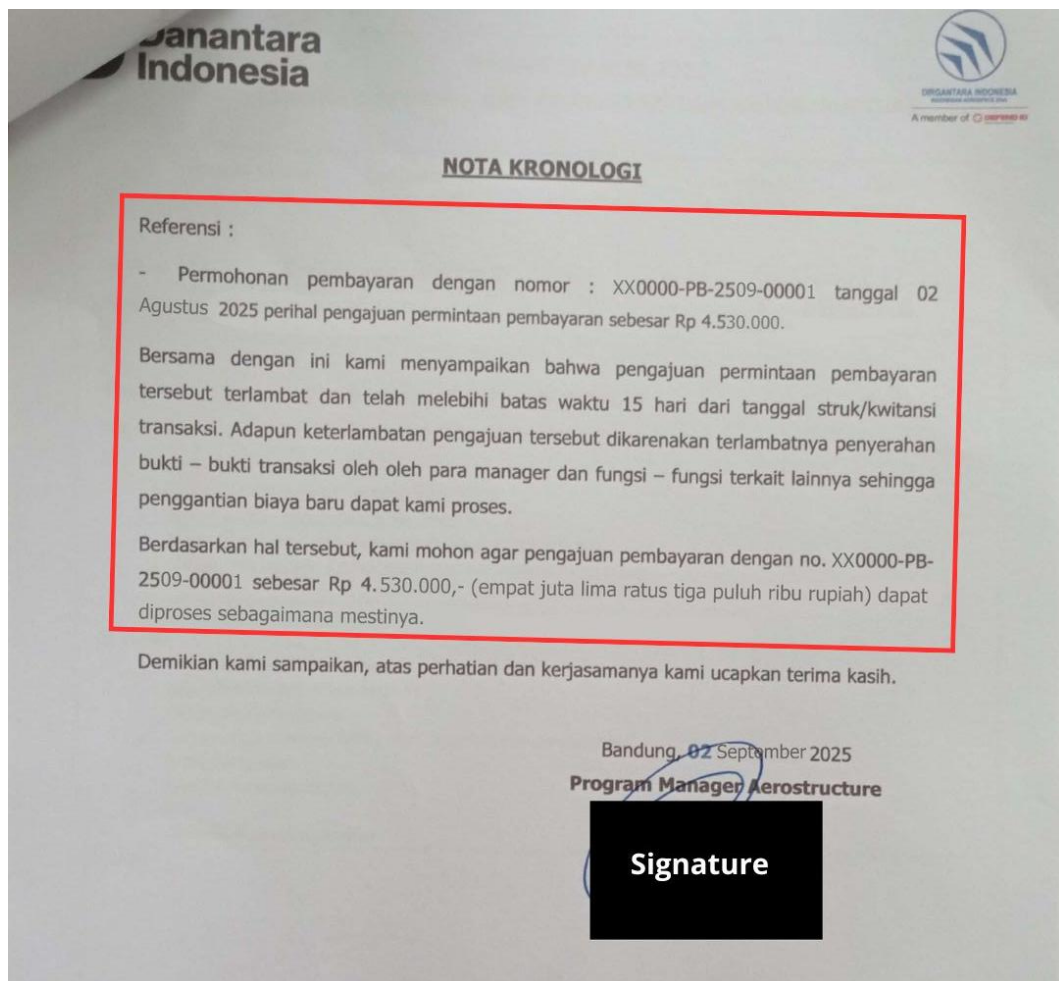 Danantara
Indonesia
DIRGANTARA INDONESIA
INDONESIAN AEROSPACE
A member of DEFEND ID
NOTA KRONOLOGI
Referensi :
- Permohonan pembayaran dengan nomor : XX0000-PB-2509-00001 tanggal 02
Agustus 2025 perihal pengajuan permintaan pembayaran sebesar Rp 4.530.000.
Bersama dengan ini kami menyampaikan bahwa pengajuan permintaan pembayaran
tersebut terlambat dan telah melebihi batas waktu 15 hari dari tanggal struk/kwitansi
transaksi. Adapun keterlambatan pengajuan tersebut dikarenakan terlambatnya penyerahan
bukti – bukti transaksi oleh oleh para manager dan fungsi – fungsi terkait lainnya sehingga
penggantian biaya baru dapat kami proses.
Berdasarkan hal tersebut, kami mohon agar pengajuan pembayaran dengan no. XX0000-PB-
2509-00001 sebesar Rp 4.530.000,- (empat juta lima ratus tiga puluh ribu rupiah) dapat
diproses sebagaimana mestinya.
Demikian kami sampaikan, atas perhatian dan kerjasamanya kami ucapkan terima kasih.
Bandung, 02 September 2025
Program Manager Aerostructure
Signature